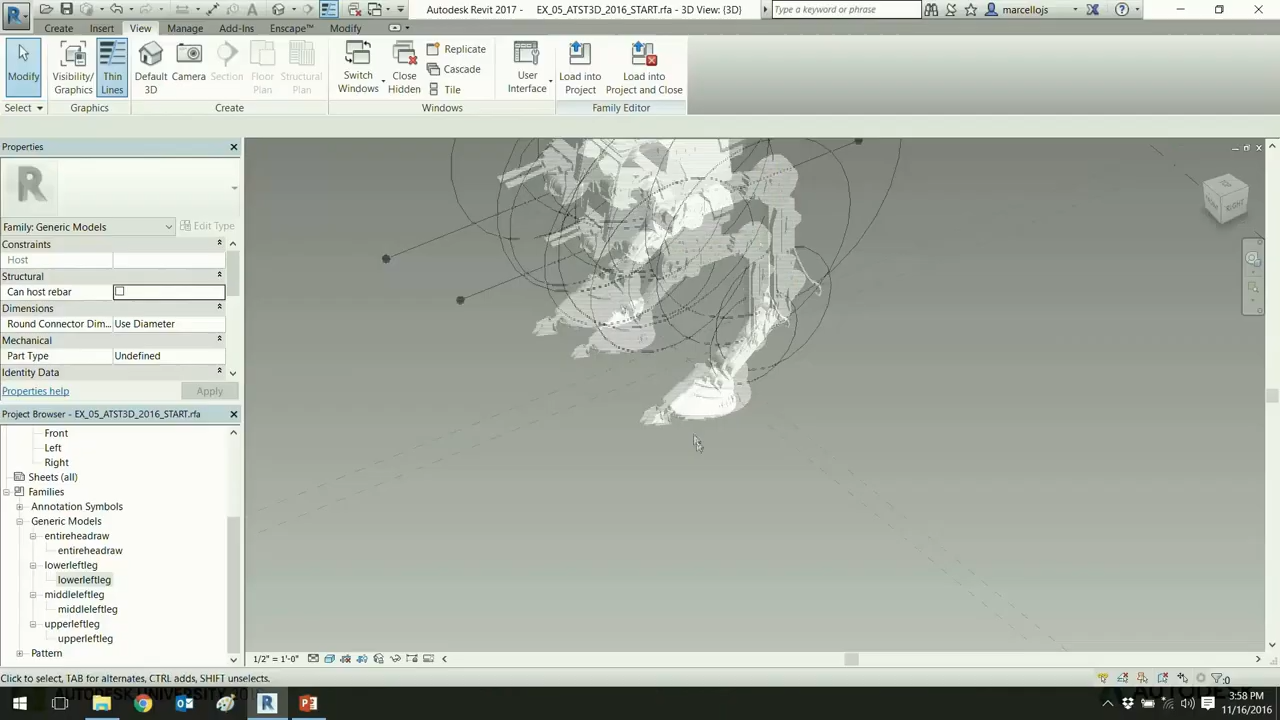 Autodesk Revit 2017 - EX_05_ATST3D_2016_START.rfa - 3D View: {3D}
Type a keyword or phrase
marcellojs
Create Insert View Manage Add-Ins Enscape™ Modify
Modify
Visibility/ Graphics
Thin Lines
Default 3D
Camera
Section
Floor Plan
Structural Plan
Switch Windows
Close Hidden
Replicate
Cascade
Tile
User Interface
Load into Project
Load into Project and Close
Select
Graphics
Create
Windows
Family Editor
Properties
Family: Generic Models
Edit Type
Constraints
Host
Structural
Can host rebar
Dimensions
Round Connector Dim... Use Diameter
Mechanical
Part Type Undefined
Identity Data
Properties help
Apply
Project Browser - EX_05_ATST3D_2016_START.rfa
Front
Left
Right
Sheets (all)
Families
Annotation Symbols
Generic Models
entireheadraw
entireheadraw
lowerleftleg
lowerleftleg
middleleftleg
middleleftleg
upperleftleg
upperleftleg
Pattern
RIGHT
1/2" = 1'-0"
Click to select, TAB for alternates, CTRL adds, SHIFT unselects.
:0
3:58 PM
11/16/2016